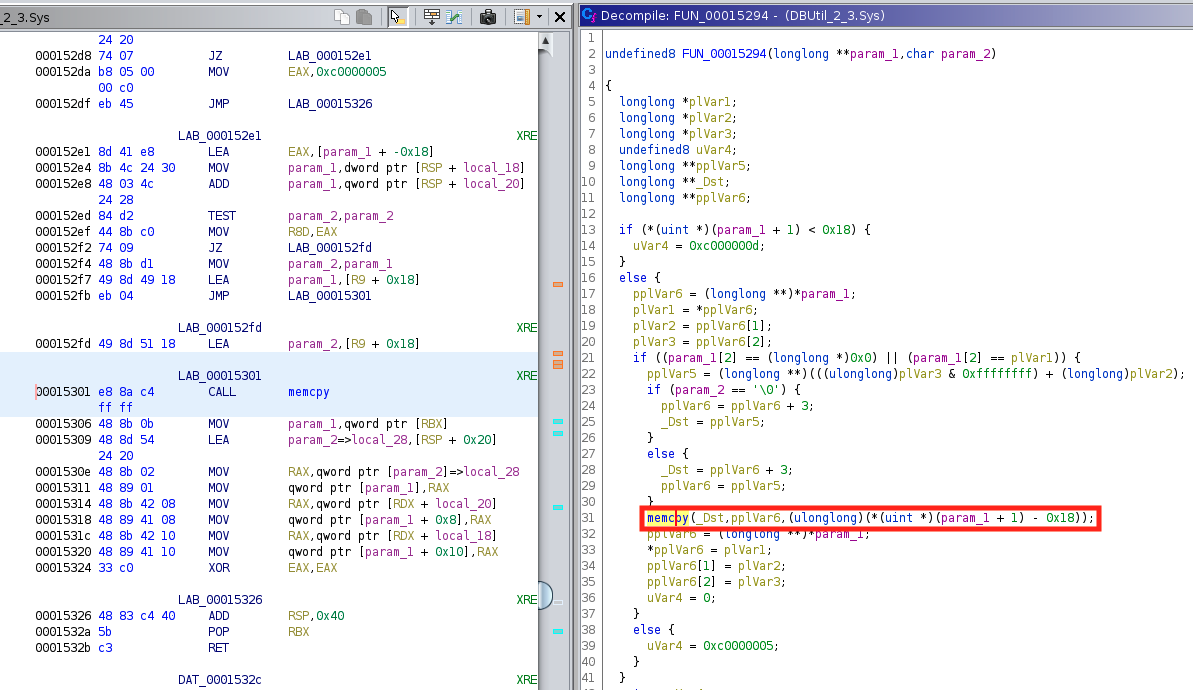 _2_3.Sys)
24 20
000152d8 74 07 JZ LAB_000152e1
000152da b8 05 00 MOV EAX,0xc0000005
00 c0
000152df eb 45 JMP LAB_00015326
LAB_000152e1 XRE
000152e1 8d 41 e8 LEA EAX,[param_1 + -0x18]
000152e4 8b 4c 24 30 MOV param_1,dword ptr [RSP + local_18]
000152e8 48 03 4c ADD param_1,qword ptr [RSP + local_20]
24 28
000152ed 84 d2 TEST param_2,param_2
000152ef 44 8b c0 MOV R8D,EAX
000152f2 74 09 JZ LAB_000152fd
000152f4 48 8b d1 MOV param_2,param_1
000152f7 49 8d 49 18 LEA param_1,[R9 + 0x18]
000152fb eb 04 JMP LAB_00015301
LAB_000152fd XRE
000152fd 49 8d 51 18 LEA param_2,[R9 + 0x18]
LAB_00015301 XRE
00015301 e8 8a c4 CALL memcpy
ff ff
00015306 48 8b 0b MOV param_1,qword ptr [RBX]
00015309 48 8d 54 LEA param_2=>local_28,[RSP + 0x20]
24 20
0001530e 48 8b 02 MOV RAX,qword ptr [param_2]=>local_28
00015311 48 89 01 MOV qword ptr [param_1],RAX
00015314 48 8b 42 08 MOV RAX,qword ptr [RDX + local_20]
00015318 48 89 41 08 MOV qword ptr [param_1 + 0x8],RAX
0001531c 48 8b 42 10 MOV RAX,qword ptr [RDX + local_18]
00015320 48 89 41 10 MOV qword ptr [param_1 + 0x10],RAX
00015324 33 c0 XOR EAX,EAX
LAB_00015326 XRE
00015326 48 83 c4 40 ADD RSP,0x40
0001532a 5b POP RBX
0001532b c3 RET
DAT_0001532c XRE
Decompile: FUN_00015294 - (DBUtil_2_3.Sys)
1
2 undefined8 FUN_00015294(longlong **param_1,char param_2)
3
4 {
5 longlong *plVar1;
6 longlong *plVar2;
7 longlong *plVar3;
8 undefined8 uVar4;
9 longlong **pplVar5;
10 longlong **_Dst;
11 longlong **pplVar6;
12
13 if (*(uint *)(param_1 + 1) < 0x18) {
14 uVar4 = 0xc000000d;
15 }
16 else {
17 pplVar6 = (longlong **)*param_1;
18 plVar1 = *pplVar6;
19 plVar2 = pplVar6[1];
20 plVar3 = pplVar6[2];
21 if ((param_1[2] == (longlong *)0x0) || (param_1[2] == plVar1)) {
22 pplVar5 = (longlong **)(((ulonglong)plVar3 & 0xffffffff) + (longlong)plVar2);
23 if (param_2 == '\0') {
24 pplVar6 = pplVar6 + 3;
25 _Dst = pplVar5;
26 }
27 else {
28 _Dst = pplVar6 + 3;
29 pplVar6 = pplVar5;
30 }
31 memcpy(_Dst,pplVar6,(ulonglong)(*(uint *)(param_1 + 1) - 0x18));
32 pplVar6 = (longlong **)*param_1;
33 *pplVar6 = plVar1;
34 pplVar6[1] = plVar2;
35 pplVar6[2] = plVar3;
36 uVar4 = 0;
37 }
38 else {
39 uVar4 = 0xc0000005;
40 }
41 }